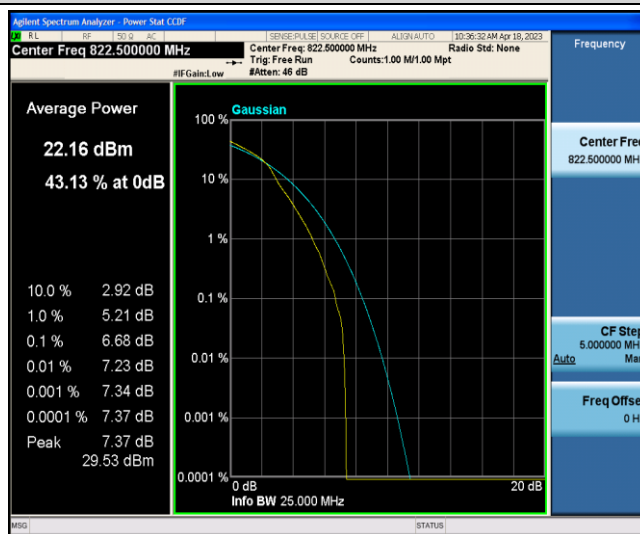 Agilent Spectrum Analyzer - Power Stat CCDF
RL RF 50 Ω AC SENSE:PULSE SOURCE OFF ALIGN AUTO 10:36:32 AM Apr 18, 2023
Center Freq 822.500000 MHz
Center Freq: 822.500000 MHz Radio Std: None
Trig: Free Run Counts:1.00 M/1.00 Mpt
#IFGain:Low #Atten: 46 dB
Frequency
Average Power
22.16 dBm
43.13 % at 0dB
10.0 % 2.92 dB
1.0 % 5.21 dB
0.1 % 6.68 dB
0.01 % 7.23 dB
0.001 % 7.34 dB
0.0001 % 7.37 dB
Peak 7.37 dB
29.53 dBm
Gaussian
100 %
10 %
1 %
0.1 %
0.01 %
0.001 %
0.0001 %
0 dB 20 dB
Info BW 25.000 MHz
Center Fre
822.500000 MH
CF Step
5.000000 MH
Auto Ma
Freq Offse
0 H
MSG STATUS